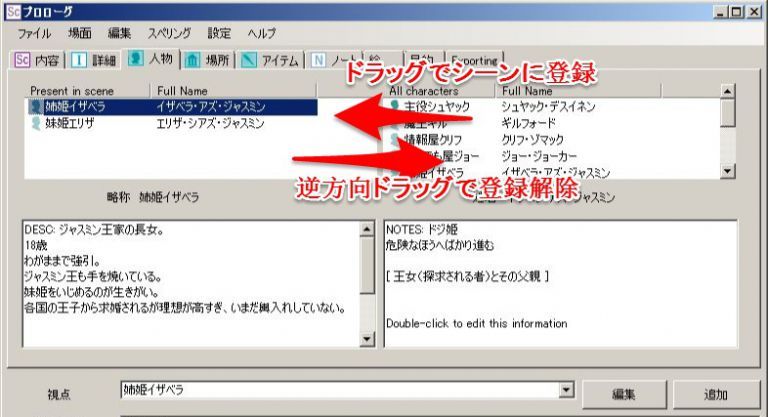 Sc プロローグ
ファイル 場面 編集 スペリング 設定 ヘルプ
Sc 内容 I 詳細 人物 場所 アイテム N ノート Exporting
ドラッグでシーンに登録
Present in scene Full Name All characters Full Name
姉姫イザベラ イザベラ・アズ・ジャスミン 主役シュヤック シュヤック・デスイネン
妹姫エリザ エリザ・シアズ・ジャスミン 魔王ギル ギルフォード
情報屋クリフ クリフ・ゾマック
屋ジョー ジョー・ジョーカー
イザベラ イザベラ・アズ・ジャスミン
逆方向ドラッグで登録解除
略称 姉姫イザベラ ジャスミン
DESC: ジャスミン王家の長女。
18歳
わがままで強引。
ジャスミン王も手を焼いている。
妹姫をいじめるのが生きがい。
各国の王子から求婚されるが理想が高すぎ、いまだ輿入れしていない。
NOTES: ドジ姫
危険なほうへばかり進む
[ 王女<探求される者>とその父親 ]
Double-click to edit this information
視点 姉姫イザベラ 編集 追加